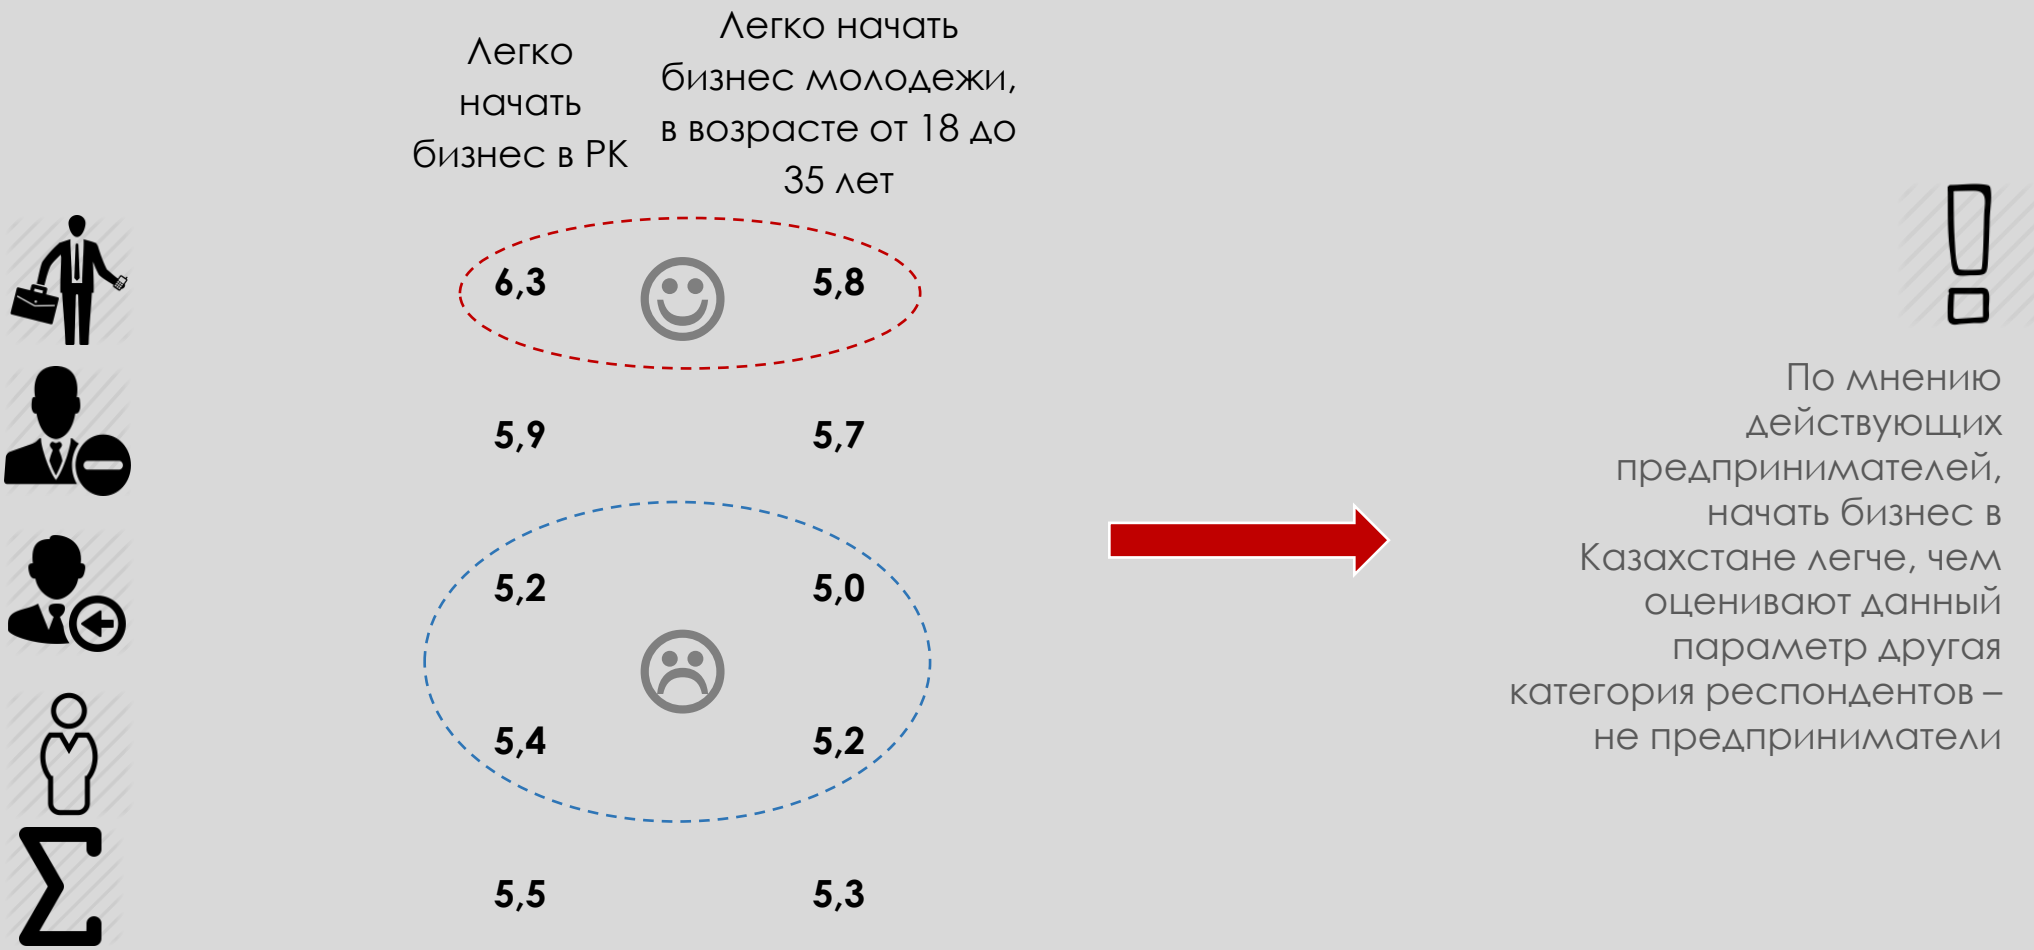 Легко
начать
бизнес в РК
Легко начать
бизнес молодежи,
в возрасте от 18 до
35 лет
6,3 5,8
5,9 5,7
5,2 5,0
5,4 5,2
5,5 5,3
По мнению
действующих
предпринимателей,
начать бизнес в
Казахстане легче, чем
оценивают данный
параметр другая
категория респондентов –
не предприниматели